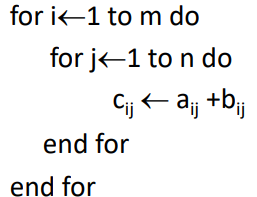 for i←1 to m do
for j←1 to n do
cᵢⱼ ← aᵢⱼ +bᵢⱼ
end for
end for